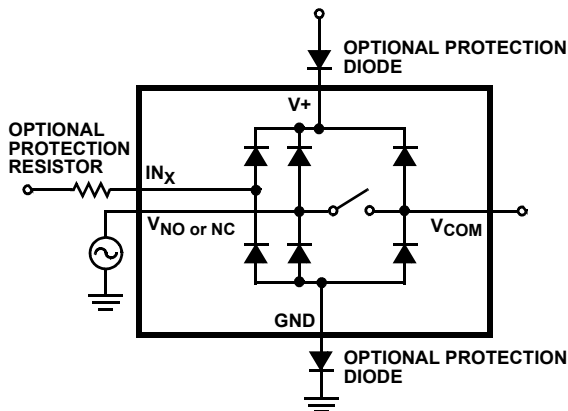 OPTIONAL PROTECTION
DIODE
V+
OPTIONAL
PROTECTION
RESISTOR
INX
VNO or NC
VCOM
GND
OPTIONAL PROTECTION
DIODE